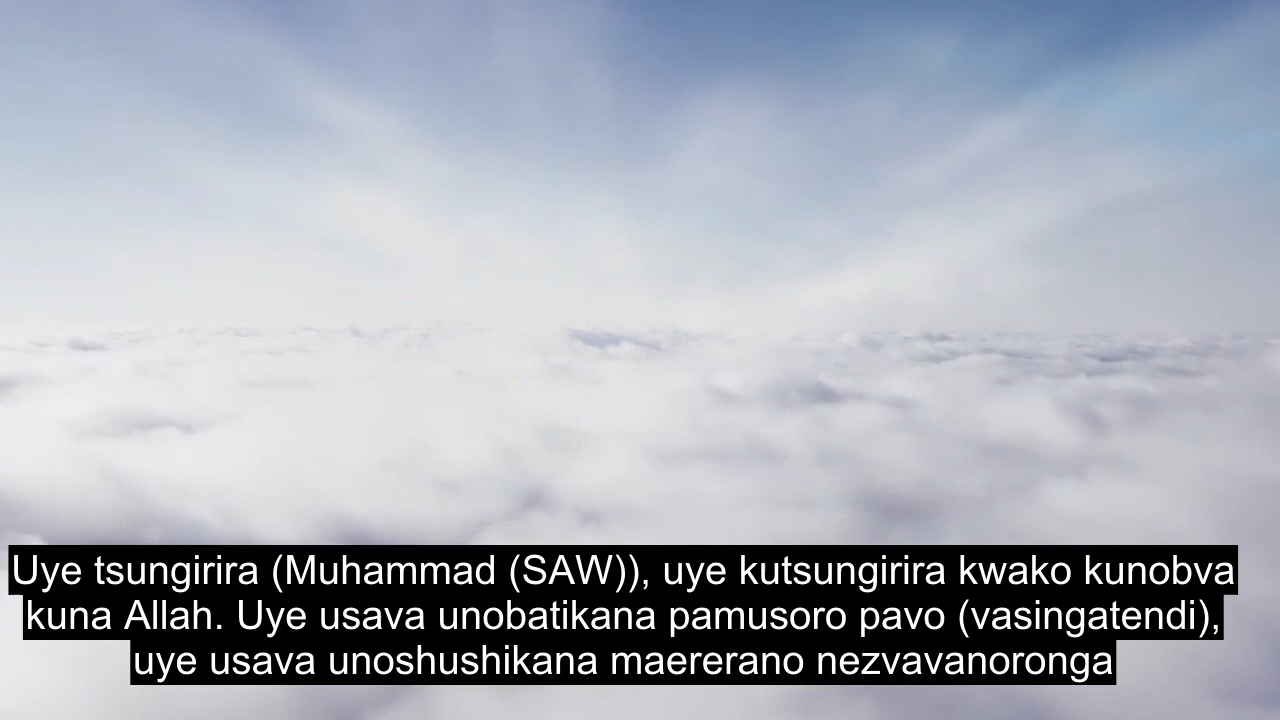 Uye tsungirira (Muhammad (SAW)), uye kutsungirira kwako kunobva
kuna Allah. Uye usava unobatikana pamusoro pavo (vasingatendi),
uye usava unoshushikana maererano nezvavanoronga